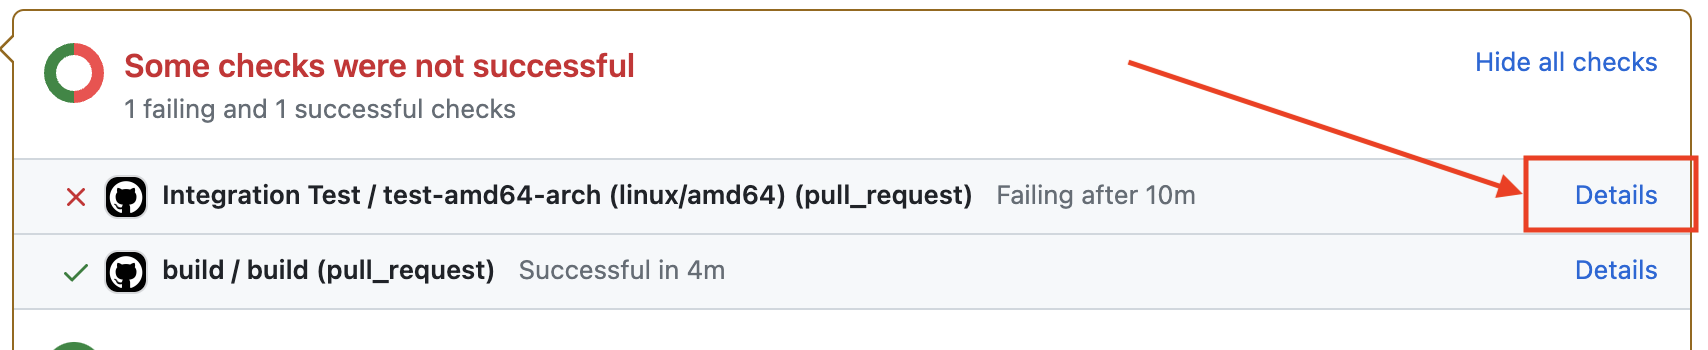 Some checks were not successful
Hide all checks
1 failing and 1 successful checks
Integration Test / test-amd64-arch (linux/amd64) (pull_request) Failing after 10m Details
build / build (pull_request) Successful in 4m Details